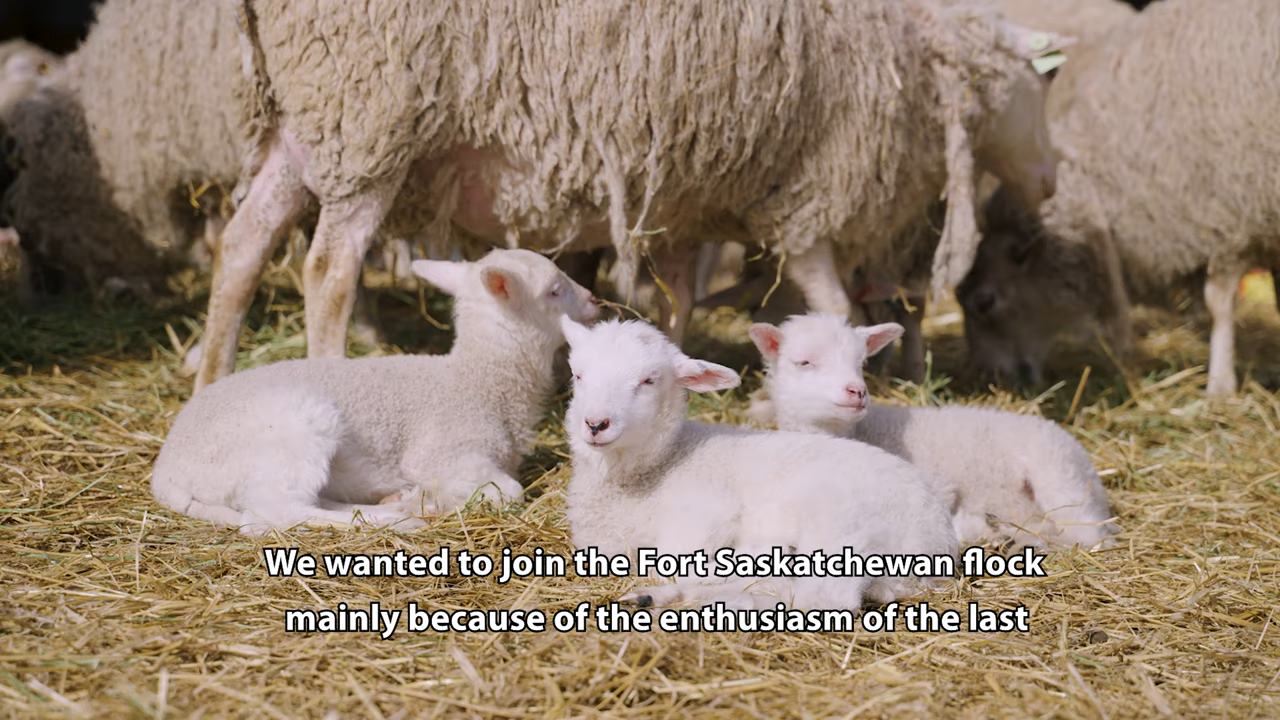 We wanted to join the Fort Saskatchewan flock
mainly because of the enthusiasm of the last